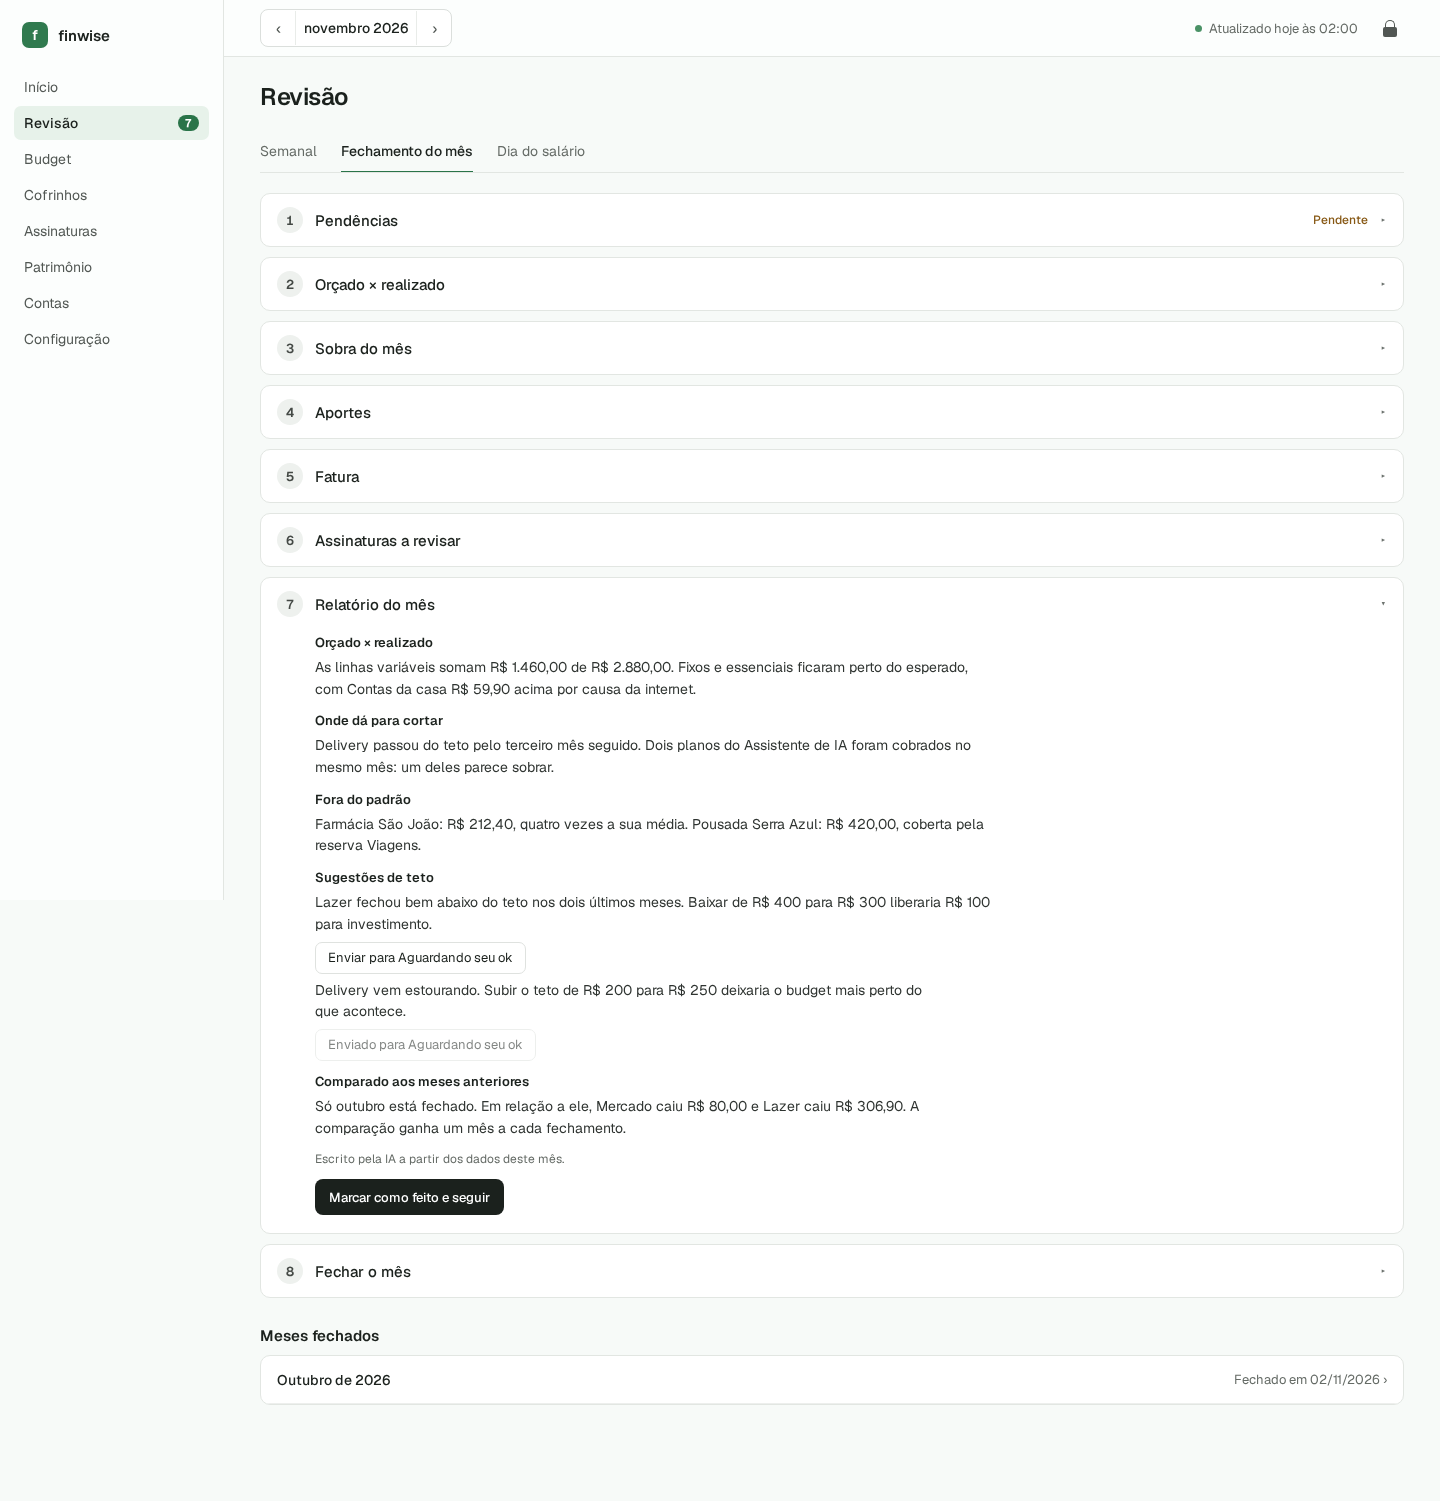 f finwise
‹ novembro 2026 ›
Atualizado hoje às 02:00
Início
Revisão 7
Budget
Cofrinhos
Assinaturas
Patrimônio
Contas
Configuração
Revisão
Semanal Fechamento do mês Dia do salário
1 Pendências Pendente
2 Orçado × realizado
3 Sobra do mês
4 Aportes
5 Fatura
6 Assinaturas a revisar
7 Relatório do mês
Orçado × realizado
As linhas variáveis somam R$ 1.460,00 de R$ 2.880,00. Fixos e essenciais ficaram perto do esperado,
com Contas da casa R$ 59,90 acima por causa da internet.
Onde dá para cortar
Delivery passou do teto pelo terceiro mês seguido. Dois planos do Assistente de IA foram cobrados no
mesmo mês: um deles parece sobrar.
Fora do padrão
Farmácia São João: R$ 212,40, quatro vezes a sua média. Pousada Serra Azul: R$ 420,00, coberta pela
reserva Viagens.
Sugestões de teto
Lazer fechou bem abaixo do teto nos dois últimos meses. Baixar de R$ 400 para R$ 300 liberaria R$ 100
para investimento.
Enviar para Aguardando seu ok
Delivery vem estourando. Subir o teto de R$ 200 para R$ 250 deixaria o budget mais perto do
que acontece.
Enviado para Aguardando seu ok
Comparado aos meses anteriores
Só outubro está fechado. Em relação a ele, Mercado caiu R$ 80,00 e Lazer caiu R$ 306,90. A
comparação ganha um mês a cada fechamento.
Escrito pela IA a partir dos dados deste mês.
Marcar como feito e seguir
8 Fechar o mês
Meses fechados
Outubro de 2026 Fechado em 02/11/2026 ›